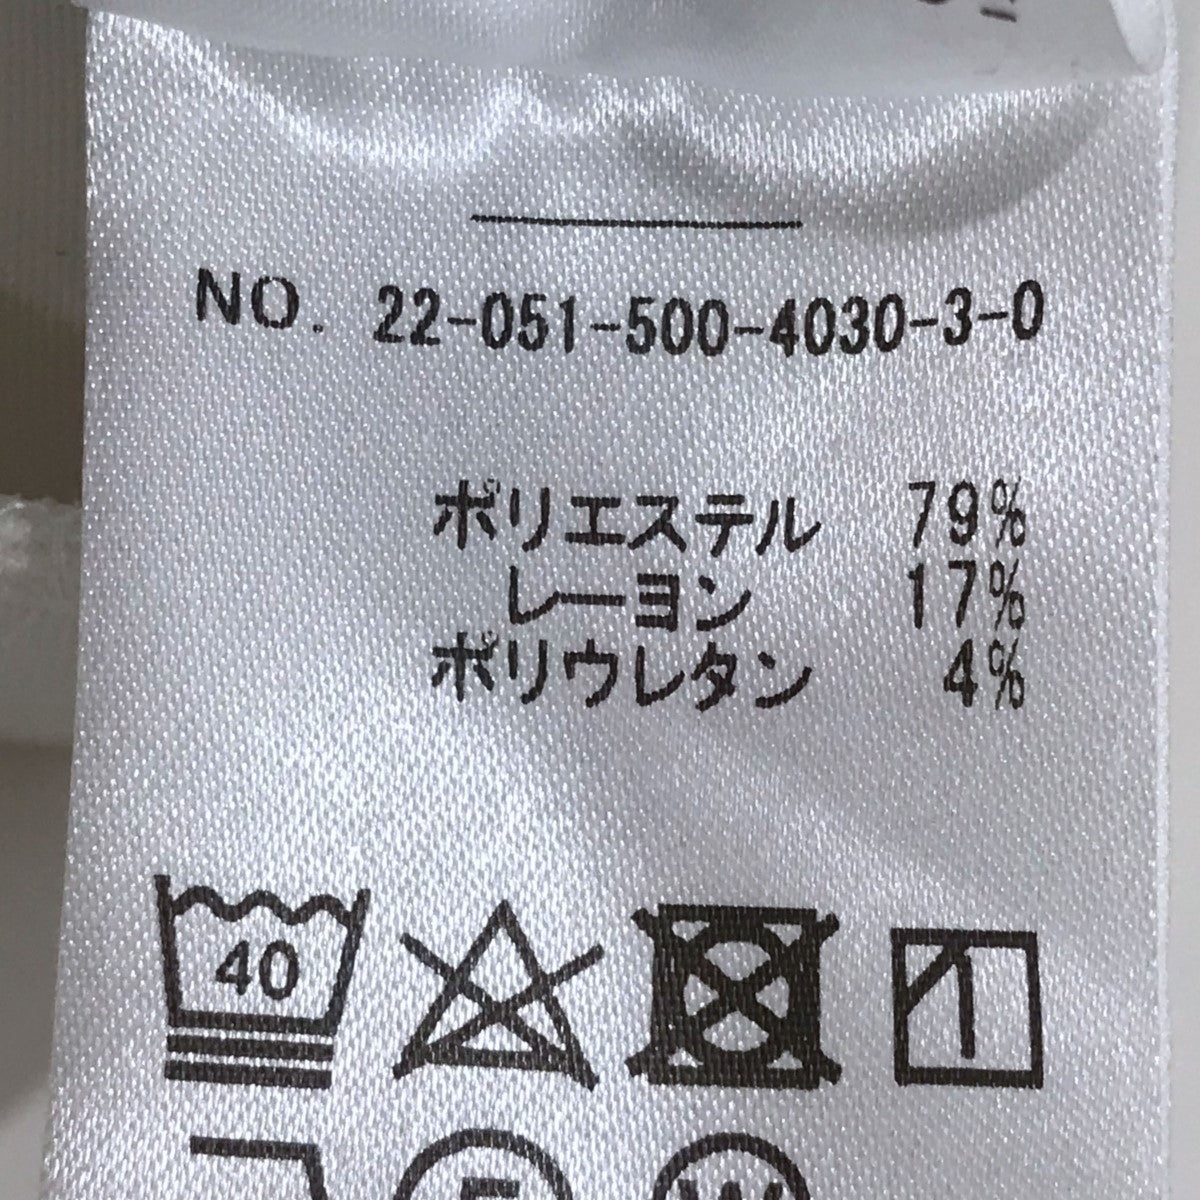 NO. 22-051-500-4030-3-0
ポリエステル 79%
レーヨン 17%
ポリウレタン 4%
40